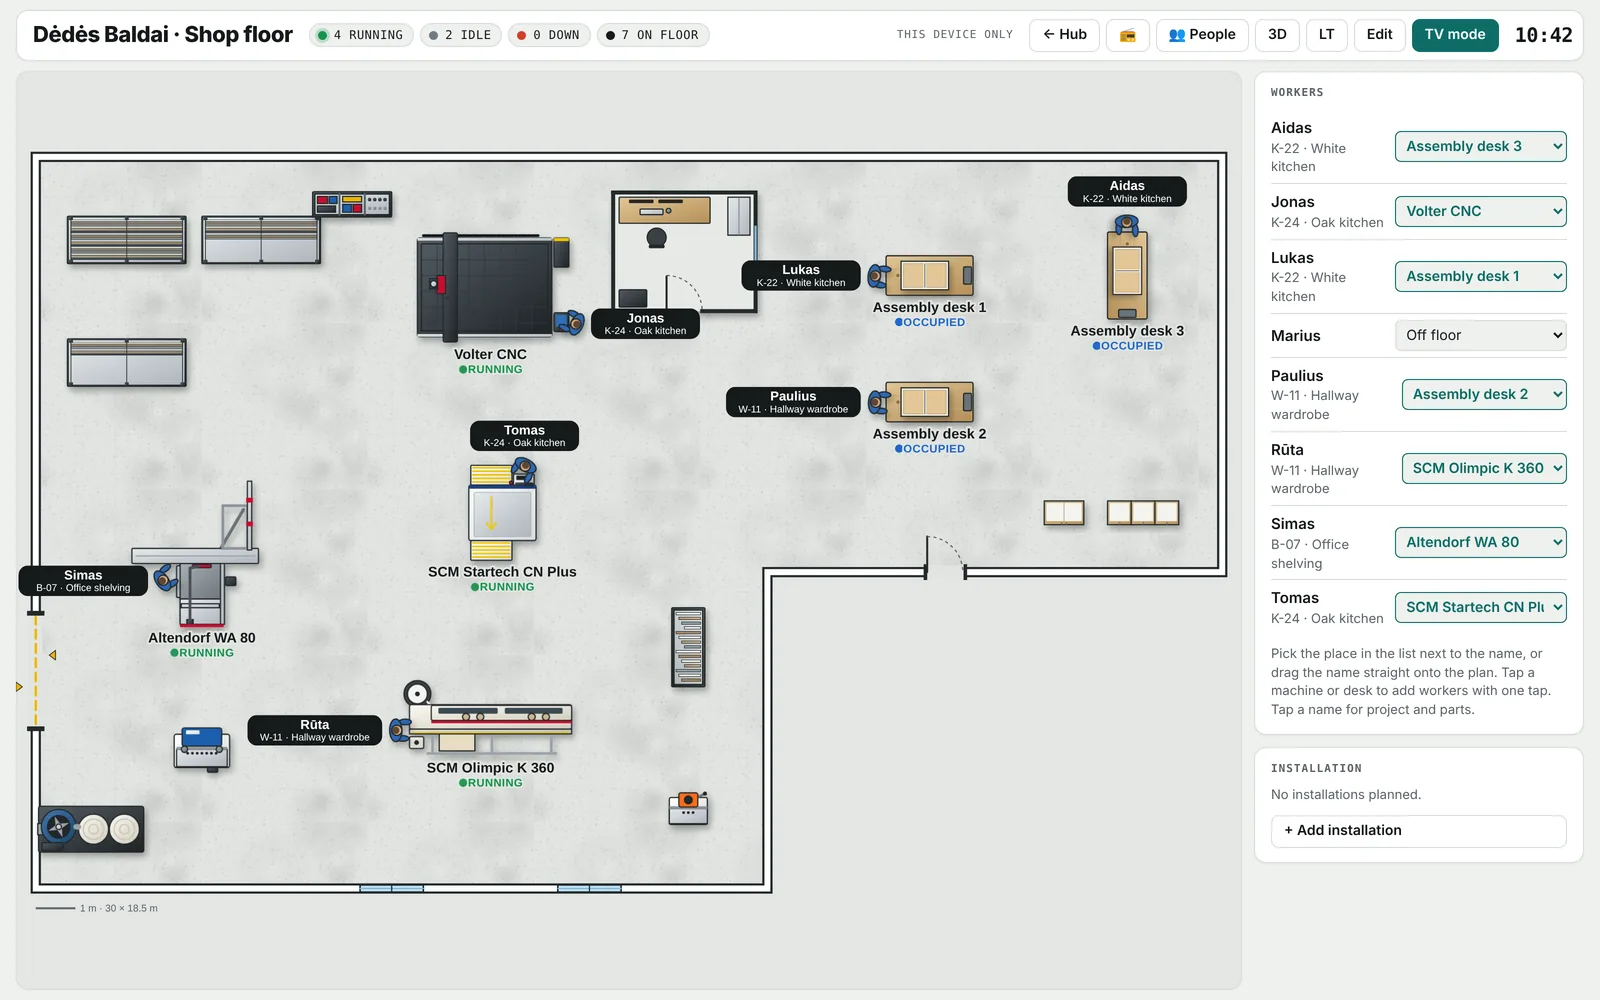 Dėdės Baldai · Shop floor
4 RUNNING
2 IDLE
0 DOWN
7 ON FLOOR
THIS DEVICE ONLY
← Hub
People
3D
LT
Edit
TV mode
10:42
Aidas
K-22 · White kitchen
Lukas
K-22 · White kitchen
Assembly desk 1
OCCUPIED
Assembly desk 3
OCCUPIED
Jonas
K-24 · Oak kitchen
Volter CNC
RUNNING
Paulius
W-11 · Hallway wardrobe
Assembly desk 2
OCCUPIED
Tomas
K-24 · Oak kitchen
SCM Startech CN Plus
RUNNING
Simas
B-07 · Office shelving
Altendorf WA 80
RUNNING
Rūta
W-11 · Hallway wardrobe
SCM Olimpic K 360
RUNNING
1 m · 30 × 18.5 m
WORKERS
Aidas
K-22 · White
kitchen
Assembly desk 3
Jonas
K-24 · Oak kitchen
Volter CNC
Lukas
K-22 · White
kitchen
Assembly desk 1
Marius
Off floor
Paulius
W-11 · Hallway
wardrobe
Assembly desk 2
Rūta
W-11 · Hallway
wardrobe
SCM Olimpic K 360
Simas
B-07 · Office
shelving
Altendorf WA 80
Tomas
K-24 · Oak kitchen
SCM Startech CN Plu
Pick the place in the list next to the name, or
drag the name straight onto the plan. Tap a
machine or desk to add workers with one tap.
Tap a name for project and parts.
INSTALLATION
No installations planned.
+ Add installation